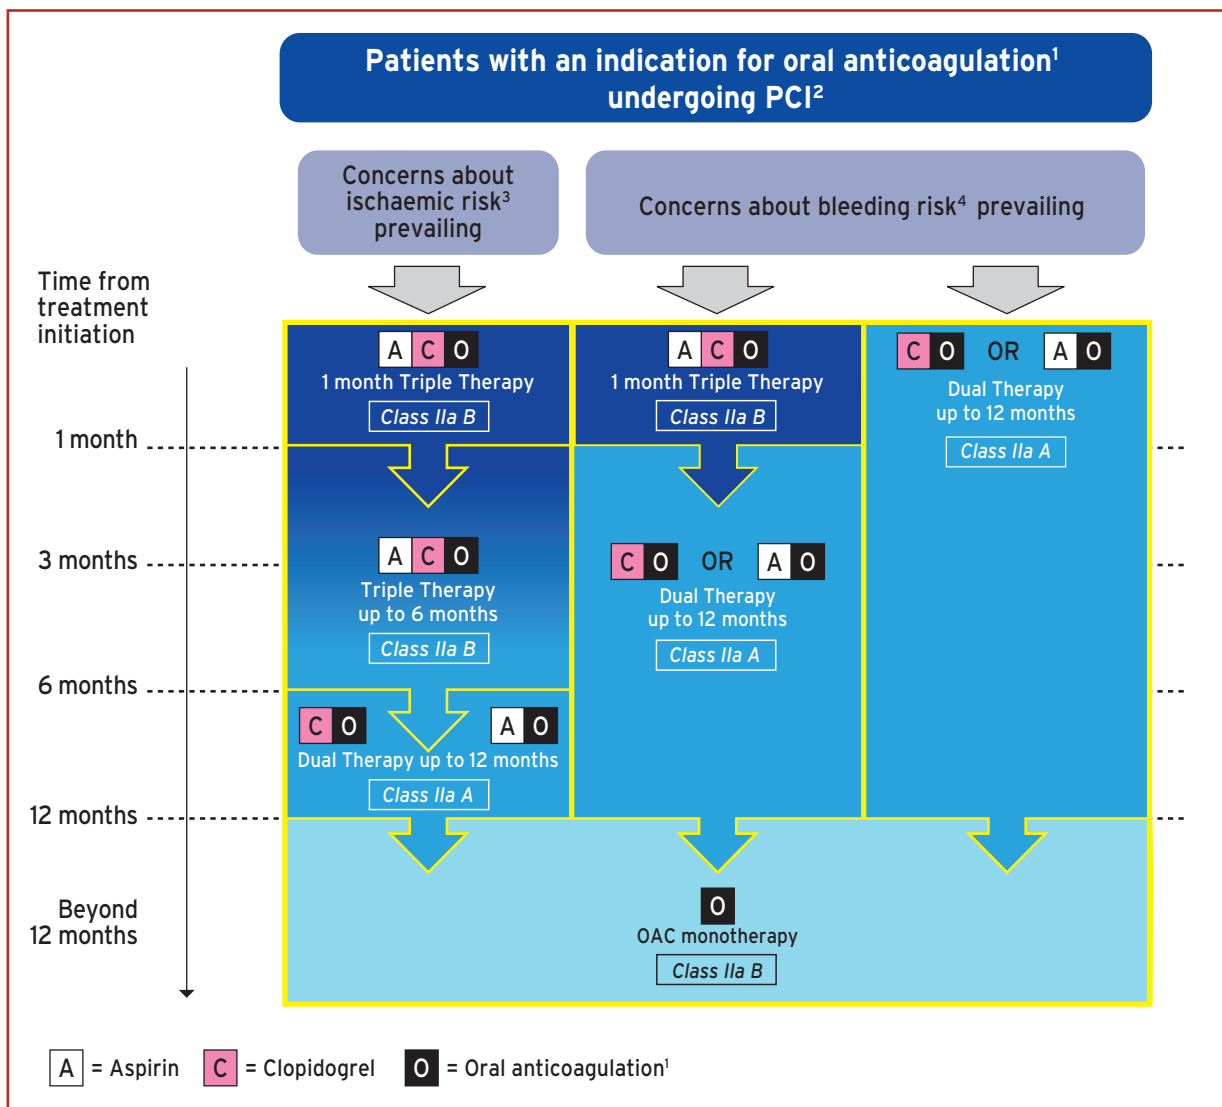 Patients with an indication for oral anticoagulation¹
undergoing PCI²
Concerns about
ischaemic risk³
prevailing
Concerns about bleeding risk⁴ prevailing
Time from
treatment
initiation
A C O
1 month Triple Therapy
Class IIa B
A C O
1 month Triple Therapy
Class IIa B
C O OR A O
Dual Therapy
up to 12 months
Class IIa A
1 month
3 months
A C O
Triple Therapy
up to 6 months
Class IIa B
C O OR A O
Dual Therapy
up to 12 months
Class IIa A
6 months
C O A O
Dual Therapy up to 12 months
Class IIa A
12 months
Beyond
12 months
O
OAC monotherapy
Class IIa B
A = Aspirin C = Clopidogrel O = Oral anticoagulation¹